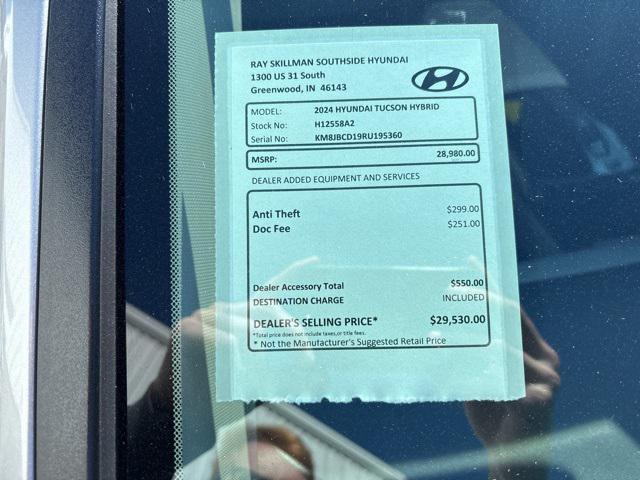 RAY SKILLMAN SOUTHSIDE HYUNDAI
1300 US 31 South
Greenwood, IN 46143
MODEL: 2024 HYUNDAI TUCSON HYBRID
Stock No: H12558A2
Serial No: KM8JBCD19RU195360
MSRP: 28,980.00
DEALER ADDED EQUIPMENT AND SERVICES
Anti Theft $299.00
Doc Fee $251.00
Dealer Accessory Total $550.00
DESTINATION CHARGE INCLUDED
DEALER'S SELLING PRICE* $29,530.00
*Total price does not include taxes,or title fees.
* Not the Manufacturer's Suggested Retail Price